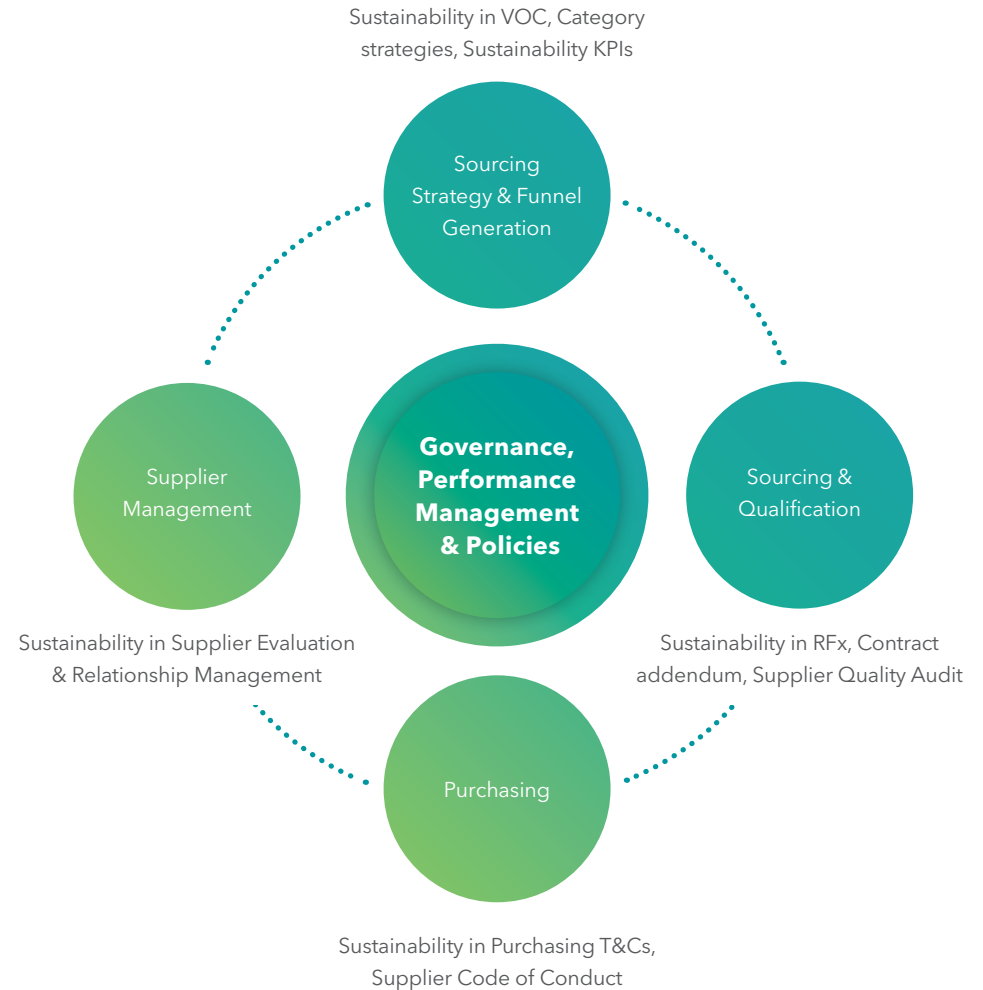 Sustainability in VOC, Category
strategies, Sustainability KPIs
Sourcing
Strategy & Funnel
Generation
Governance,
Performance
Management
& Policies
Supplier
Management
Sourcing &
Qualification
Sustainability in Supplier Evaluation
& Relationship Management
Sustainability in RFx, Contract
addendum, Supplier Quality Audit
Purchasing
Sustainability in Purchasing T&Cs,
Supplier Code of Conduct